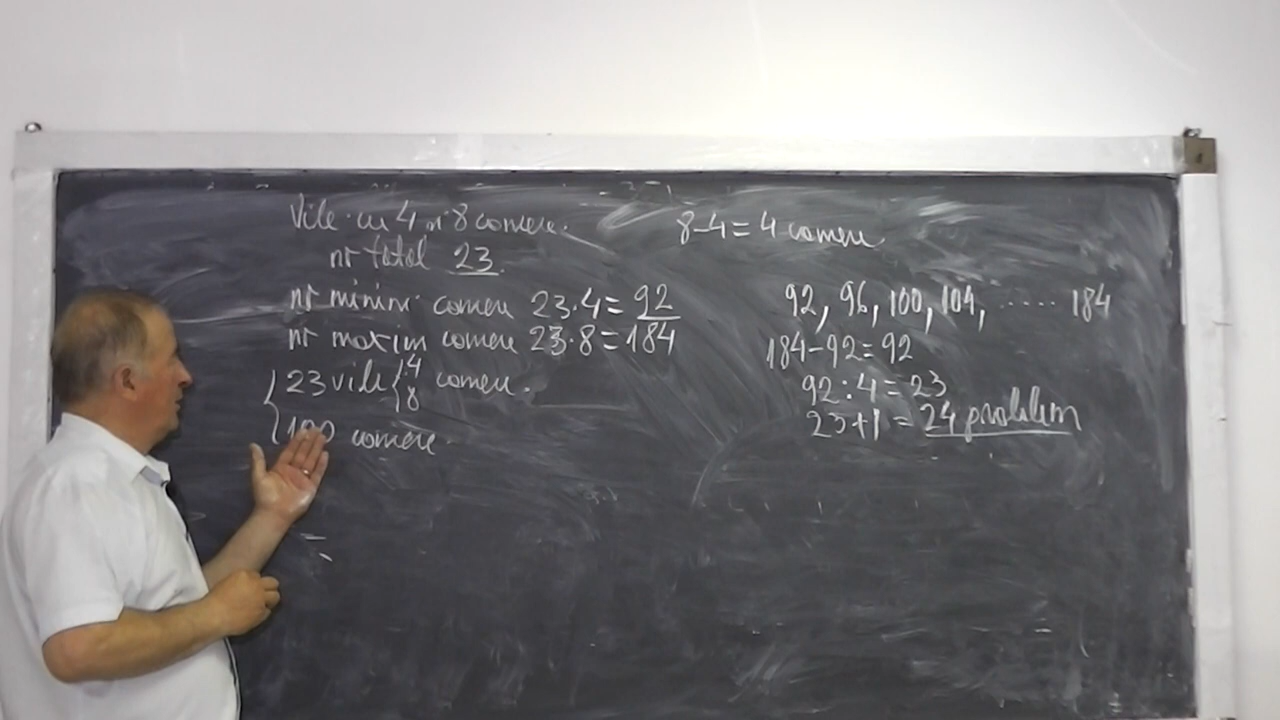 Vile cu 4 și 8 camere.
nr total 23.
nr minim camere 23·4=92
nr maxim camere 23·8=184
23 vile { 4 8 camere.
100 camere.
8-4=4 camere
92, 96, 100, 104, ..... 184
184-92=92
92:4=23
23+1=24 problem